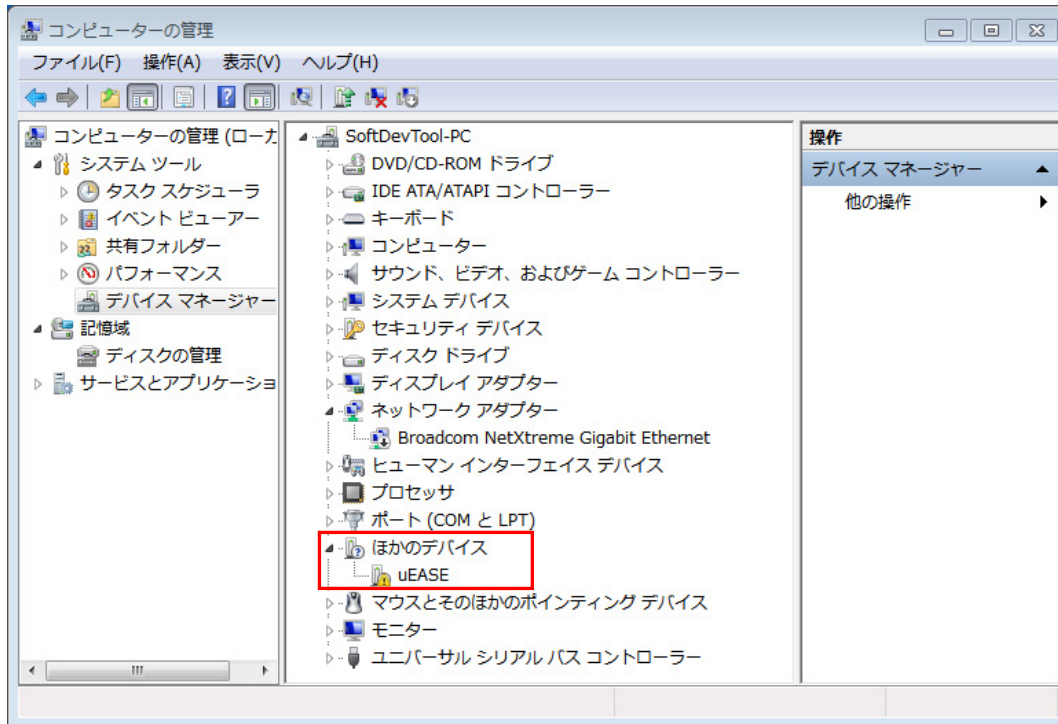 コンピューターの管理
ファイル(F) 操作(A) 表示(V) ヘルプ(H)
コンピューターの管理 (ローカ
システム ツール
タスク スケジューラ
イベント ビューアー
共有フォルダー
パフォーマンス
デバイス マネージャー
記憶域
ディスクの管理
サービスとアプリケーショ
SoftDevTool-PC
DVD/CD-ROM ドライブ
IDE ATA/ATAPI コントローラー
キーボード
コンピューター
サウンド、ビデオ、およびゲーム コントローラー
システム デバイス
セキュリティ デバイス
ディスク ドライブ
ディスプレイ アダプター
ネットワーク アダプター
Broadcom NetXtreme Gigabit Ethernet
ヒューマン インターフェイス デバイス
プロセッサ
ポート (COM と LPT)
ほかのデバイス
uEASE
マウスとそのほかのポインティング デバイス
モニター
ユニバーサル シリアル バス コントローラー
操作
デバイス マネージャー
他の操作